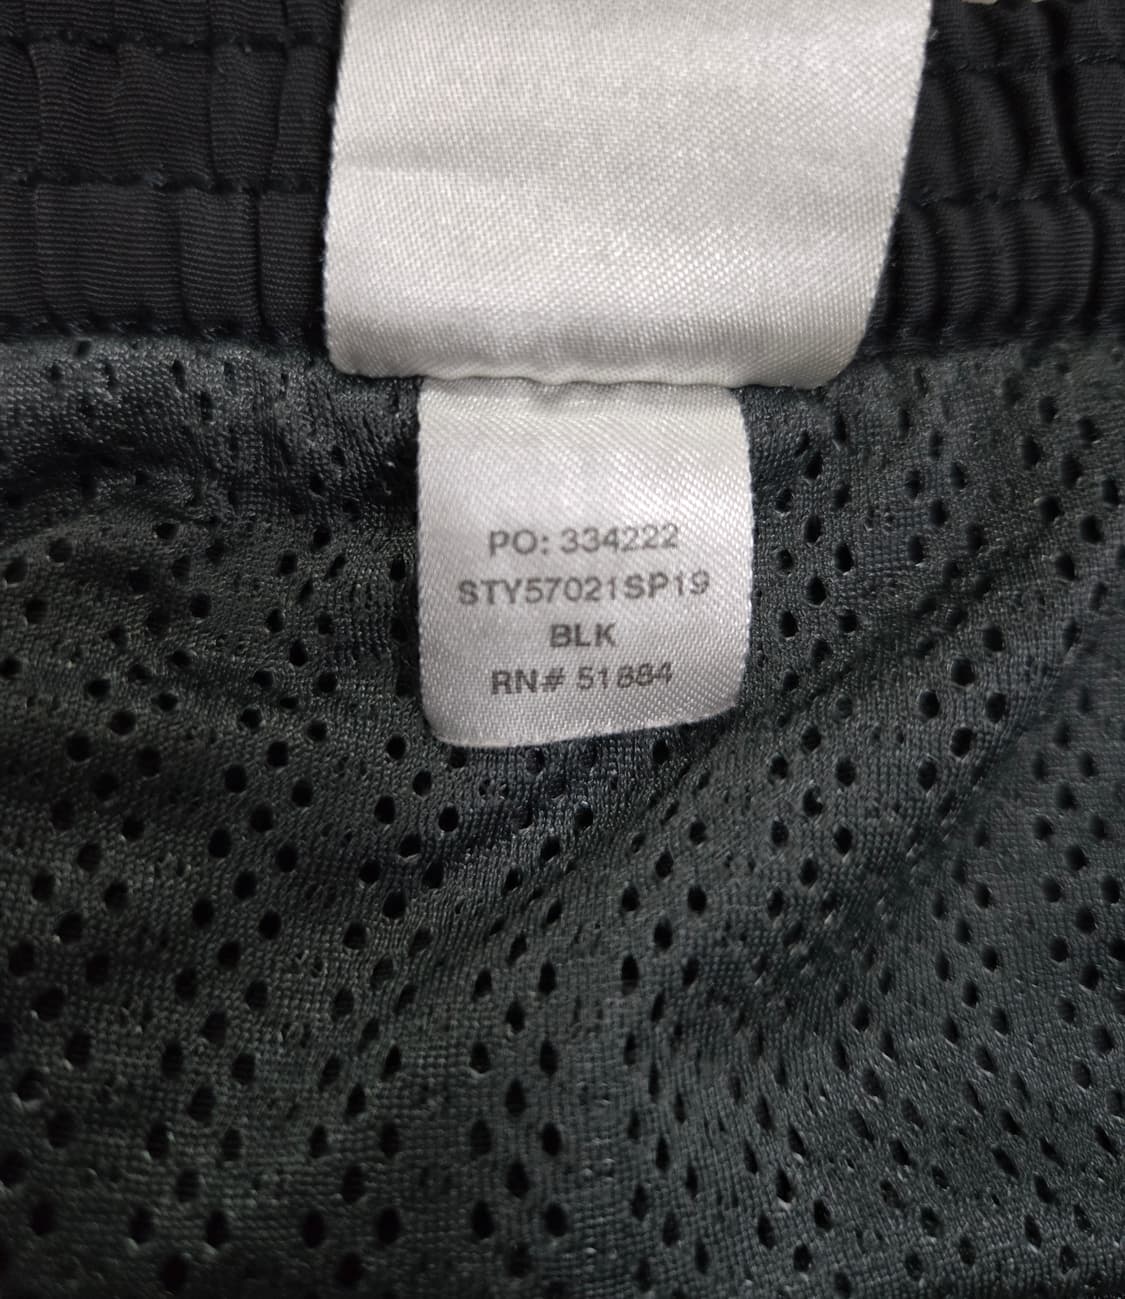 PO: 334222
STY57021SP19
BLK
RN# 51884